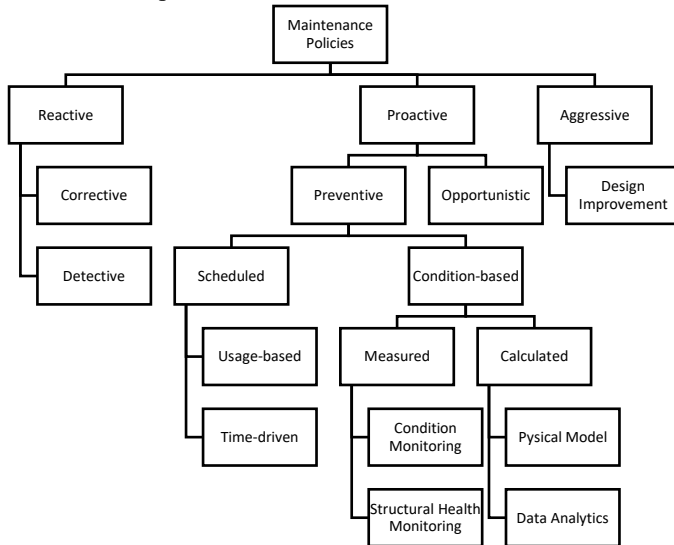 Maintenance
Policies
Reactive
Proactive
Aggressive
Corrective
Preventive
Opportunistic
Design
Improvement
Detective
Scheduled
Condition-based
Usage-based
Measured
Calculated
Time-driven
Condition
Monitoring
Pysical Model
Structural Health
Monitoring
Data Analytics